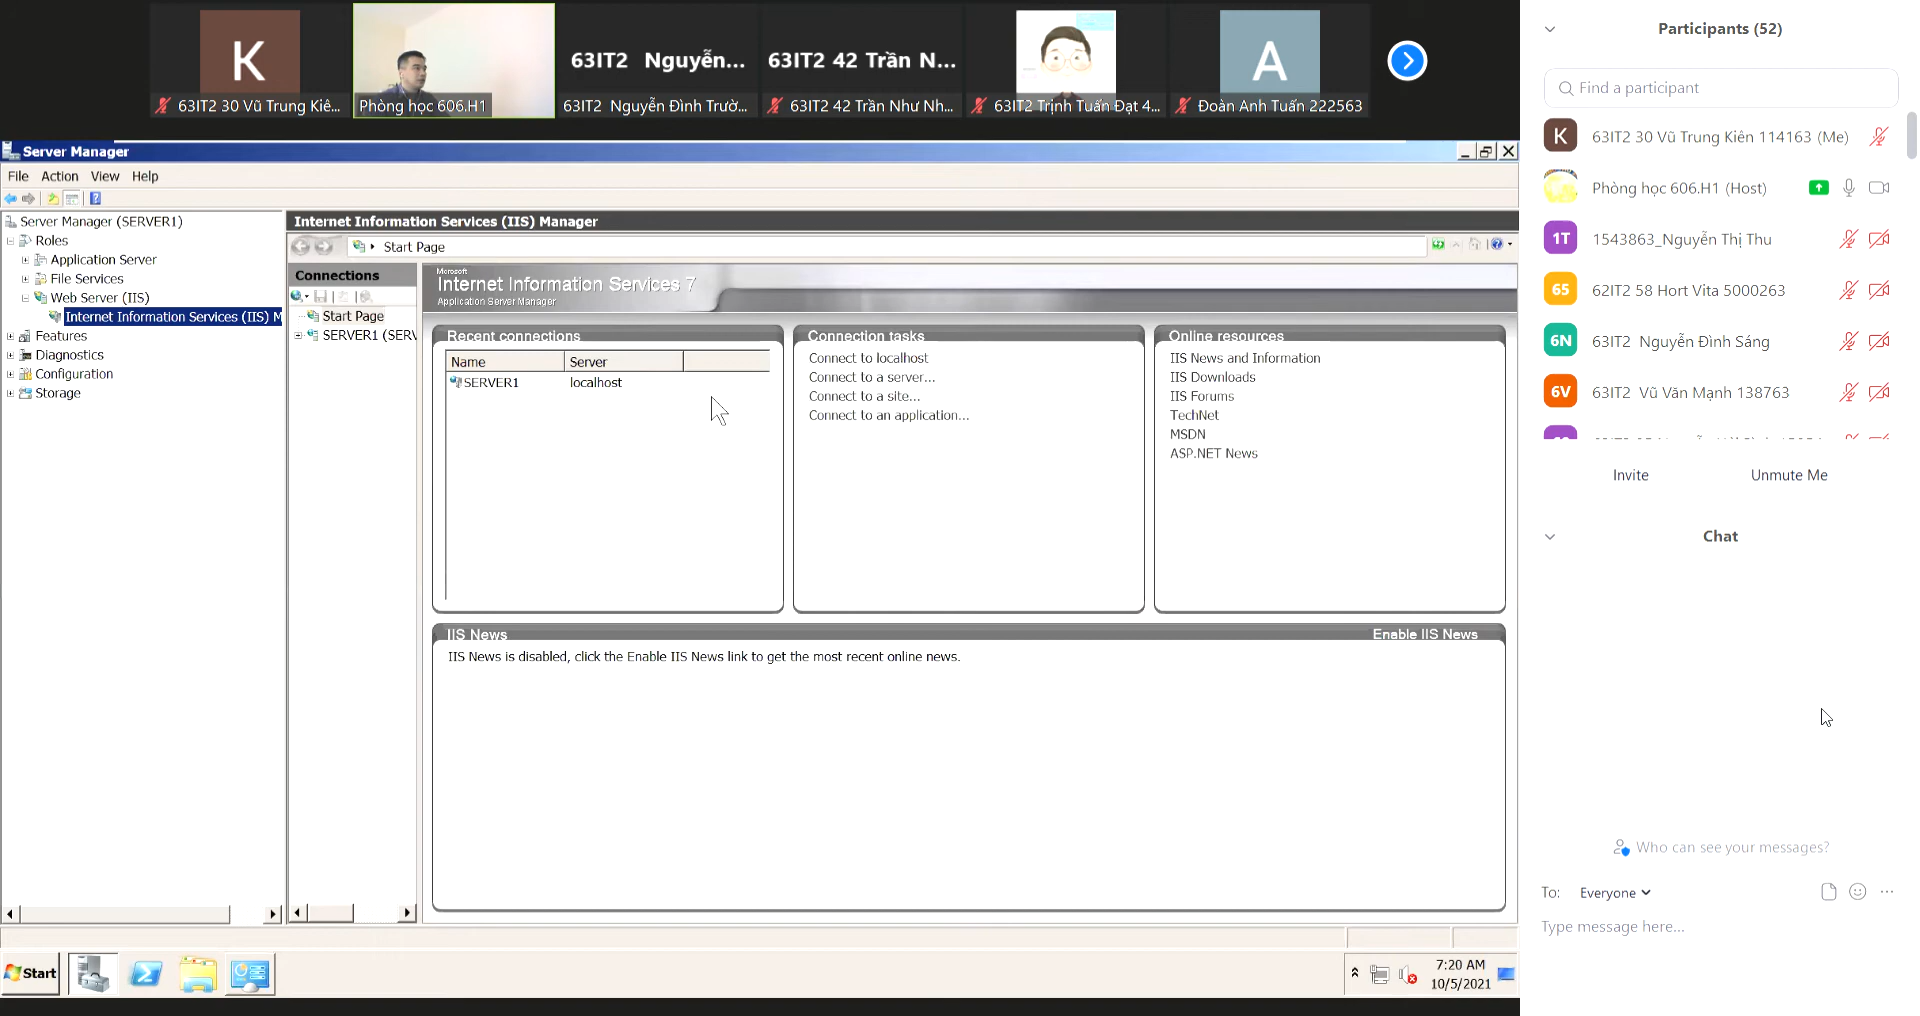 K
63IT2 30 Vũ Trung Kiê...
Phòng học 606.H1
63IT2 Nguyễn...
63IT2 Nguyễn Đình Trườ...
63IT2 42 Trần N...
63IT2 42 Trần Như Nh...
63IT2 Trịnh Tuấn Đạt 4...
A
Đoàn Anh Tuấn 222563
Server Manager
File Action View Help
Server Manager (SERVER1)
Roles
Application Server
File Services
Web Server (IIS)
Internet Information Services (IIS) M
Features
Diagnostics
Configuration
Storage
Internet Information Services (IIS) Manager
Start Page
Connections
Start Page
SERVER1 (SERV
Microsoft
Internet Information Services 7
Application Server Manager
Recent connections
Name Server
SERVER1 localhost
Connection tasks
Connect to localhost
Connect to a server...
Connect to a site...
Connect to an application...
Online resources
IIS News and Information
IIS Downloads
IIS Forums
TechNet
MSDN
ASP.NET News
IIS News
Enable IIS News
IIS News is disabled, click the Enable IIS News link to get the most recent online news.
Start
7:20 AM
10/5/2021
Participants (52)
Find a participant
K 63IT2 30 Vũ Trung Kiên 114163 (Me)
Phòng học 606.H1 (Host)
1T 1543863_Nguyễn Thị Thu
65 62IT2 58 Hort Vita 5000263
6N 63IT2 Nguyễn Đình Sáng
6V 63IT2 Vũ Văn Mạnh 138763
Invite
Unmute Me
Chat
Who can see your messages?
To: Everyone
Type message here...